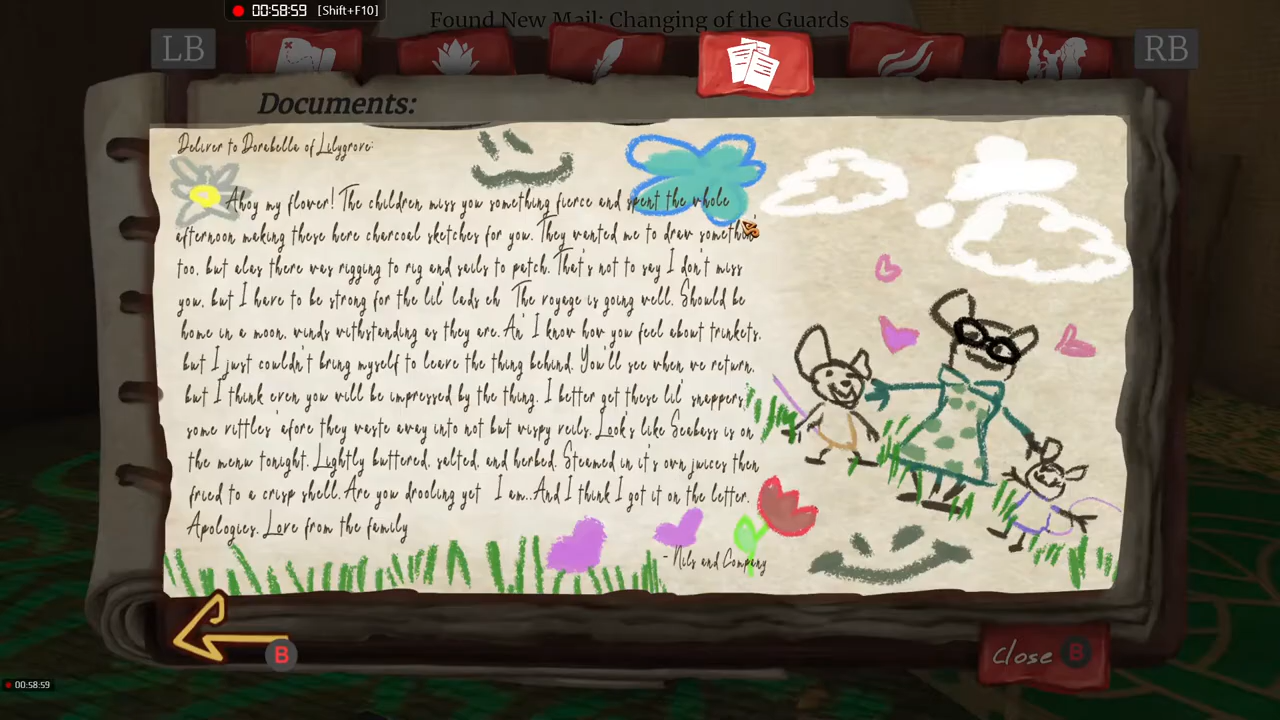 00:58:59 [Shift+F10]
Found New Mail: Changing of the Guards
LB
RB
Documents:
Deliver to Dorabelle of Lilygrove:
Ahoy my flower! The children miss you something fierce and spent the whole
afternoon making these here charcoal sketches for you. They wanted me to draw somethin'
too, but alas there was rigging to rig and sails to patch. That's not to say I don't miss
you, but I have to be strong for the lil' lads eh The voyage is going well. Should be
home in a moon, winds withstanding as they are. An' I know how you feel about trinkets,
but I just couldn't bring myself to leave the thing behind. You'll see when we return,
but I think even you will be impressed by the thing. I better get these lil' snappers
some vittles 'afore they waste away into not but wispy veils. Look's like Seabass is on
the menu tonight. Lightly buttered, salted, and herbed. Steamed in it's own juices then
fried to a crisp shell. Are you drooling yet I am..And I think I got it on the letter.
Apologies. Love from the family
- Nils and Company
B
Close B
00:58:59